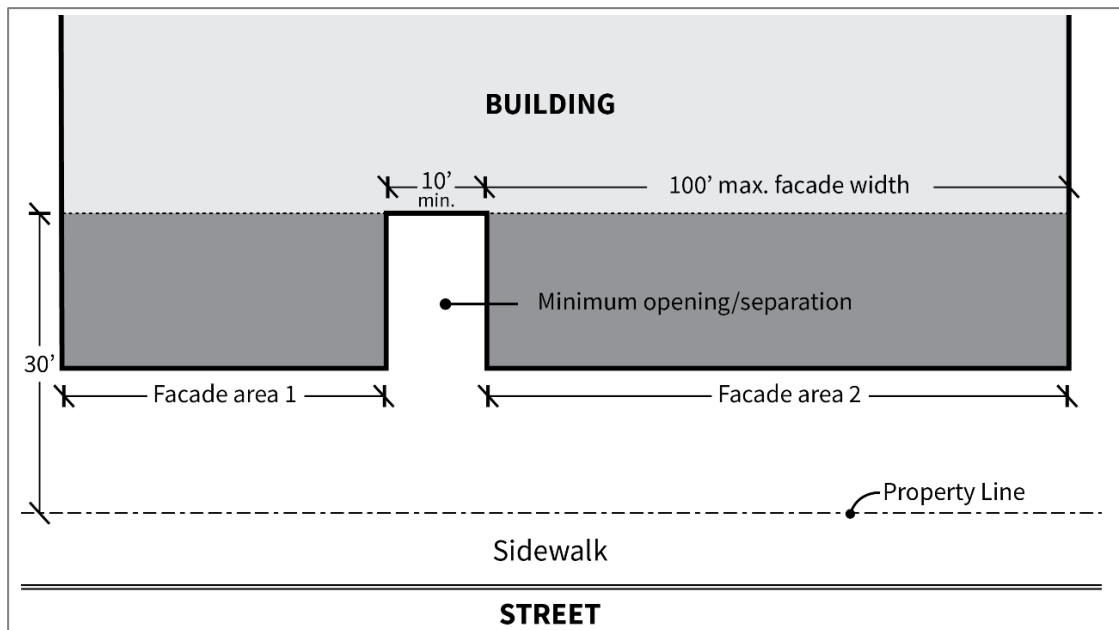 BUILDING
10’
min.
100’ max. facade width
Minimum opening/separation
30’
Facade area 1
Facade area 2
Property Line
Sidewalk
STREET